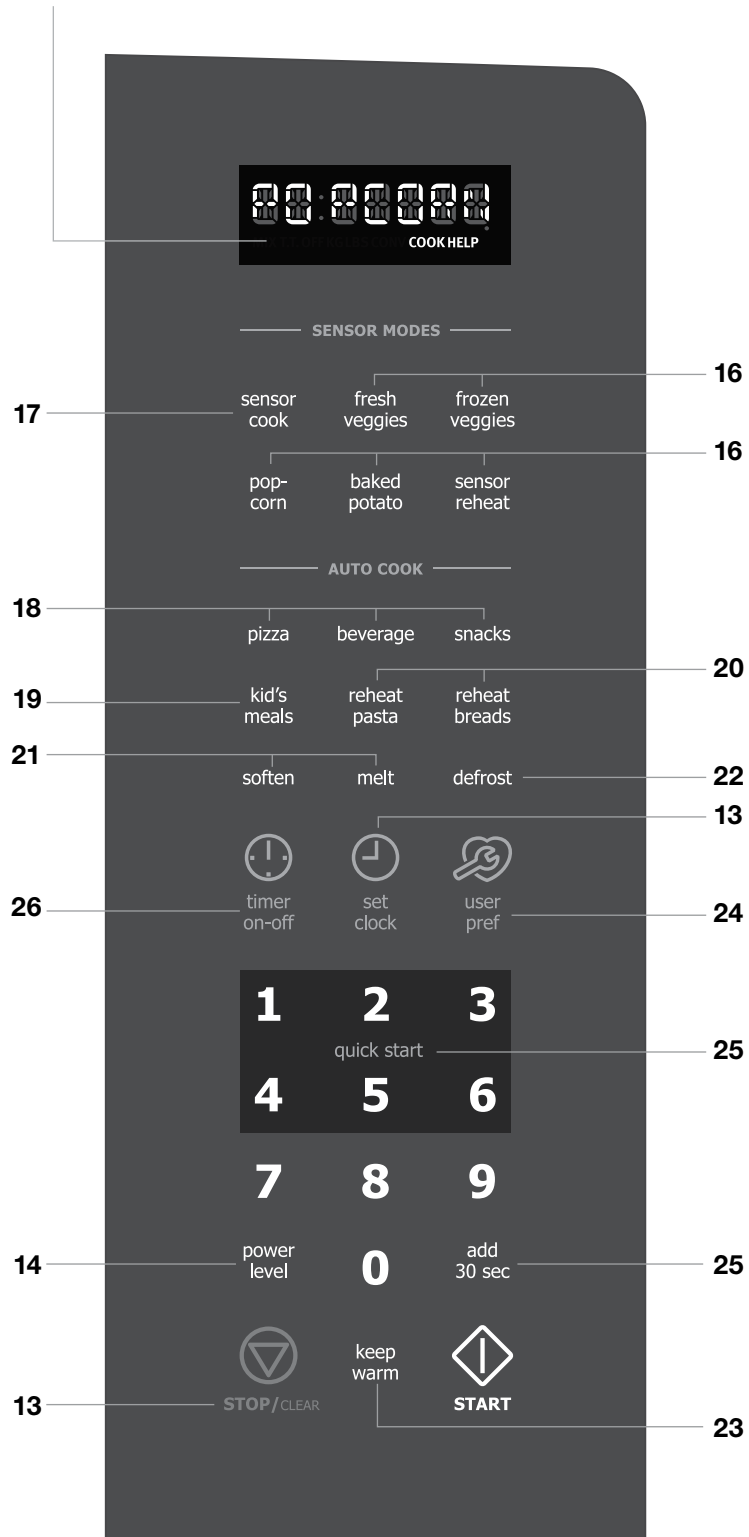 COOK HELP
SENSOR MODES
16
sensor fresh frozen
17
cook veggies veggies
16
pop- baked sensor
corn potato reheat
AUTO COOK
18
pizza beverage snacks
20
kid's reheat reheat
19
meals pasta breads
21
soften melt defrost 22
13
timer set user
26 on-off clock pref 24
1 2 3
quick start 25
4 5 6
7 8 9
power add
14 0 25
level 30 sec
keep
warm
13 STOP/CLEAR START
23